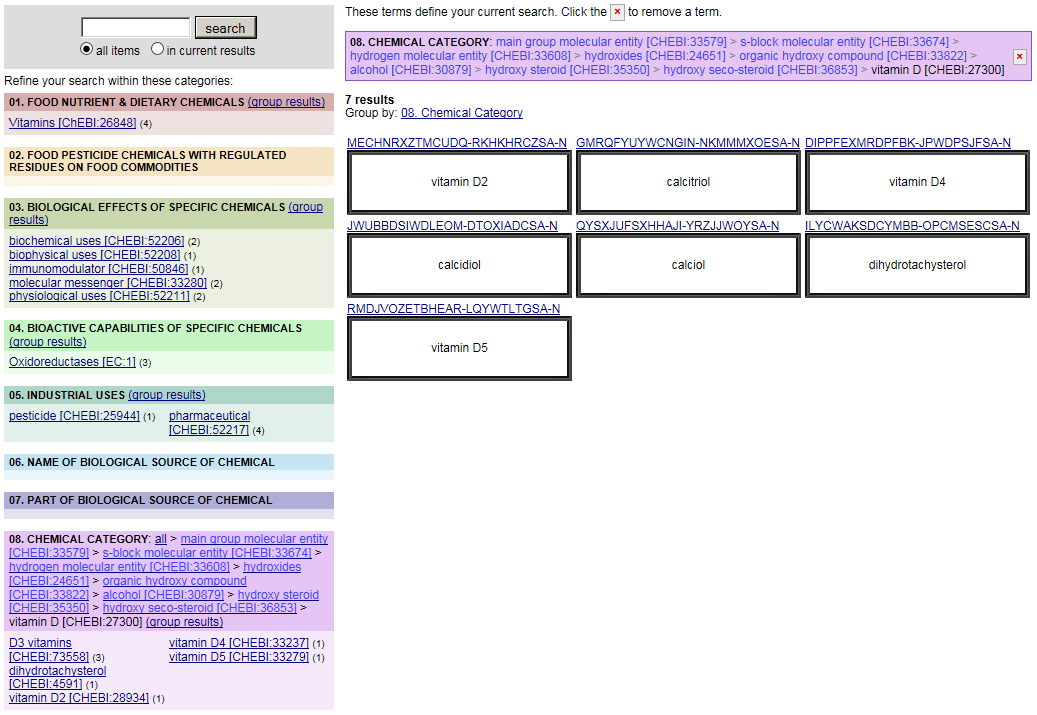 search
all items in current results
Refine your search within these categories:
01. FOOD NUTRIENT & DIETARY CHEMICALS (group results)
Vitamins [ChEBI:26848] (4)
02. FOOD PESTICIDE CHEMICALS WITH REGULATED
RESIDUES ON FOOD COMMODITIES
03. BIOLOGICAL EFFECTS OF SPECIFIC CHEMICALS (group
results)
biochemical uses [CHEBI:52206] (2)
biophysical uses [CHEBI:52208] (1)
immunomodulator [CHEBI:50846] (1)
molecular messenger [CHEBI:33280] (2)
physiological uses [CHEBI:52211] (2)
04. BIOACTIVE CAPABILITIES OF SPECIFIC CHEMICALS
(group results)
Oxidoreductases [EC:1] (3)
05. INDUSTRIAL USES (group results)
pesticide [CHEBI:25944] (1)
pharmaceutical
[CHEBI:52217] (4)
06. NAME OF BIOLOGICAL SOURCE OF CHEMICAL
07. PART OF BIOLOGICAL SOURCE OF CHEMICAL
08. CHEMICAL CATEGORY: all > main group molecular entity
[CHEBI:33579] > s-block molecular entity [CHEBI:33674] >
hydrogen molecular entity [CHEBI:33608] > hydroxides
[CHEBI:24651] > organic hydroxy compound
[CHEBI:33822] > alcohol [CHEBI:30879] > hydroxy steroid
[CHEBI:35350] > hydroxy seco-steroid [CHEBI:36853] >
vitamin D [CHEBI:27300] (group results)
D3 vitamins
[CHEBI:73558] (3)
dihydrotachysterol
[CHEBI:4591] (1)
vitamin D2 [CHEBI:28934] (1)
vitamin D4 [CHEBI:33237] (1)
vitamin D5 [CHEBI:33279] (1)
These terms define your current search. Click the × to remove a term.
08. CHEMICAL CATEGORY: main group molecular entity [CHEBI:33579] > s-block molecular entity [CHEBI:33674] >
hydrogen molecular entity [CHEBI:33608] > hydroxides [CHEBI:24651] > organic hydroxy compound [CHEBI:33822] >
alcohol [CHEBI:30879] > hydroxy steroid [CHEBI:35350] > hydroxy seco-steroid [CHEBI:36853] > vitamin D [CHEBI:27300]
×
7 results
Group by: 08. Chemical Category
MECHNRXZTMCUDQ-RKHKHRCZSA-N GMRQFYUYWCNGIN-NKMMMXOESA-N DIPPFEXMRDPFBK-JPWDPSJFSA-N
vitamin D2 calcitriol vitamin D4
JWUBBDSIWDLEOM-DTOXIADCSA-N QYSXJUFSXHHAJI-YRZJJWOYSA-N ILYCWAKSDCYMBB-OPCMSESCSA-N
calcidiol calciol dihydrotachysterol
RMDJVOZETBHEAR-LQYWTLTGSA-N
vitamin D5